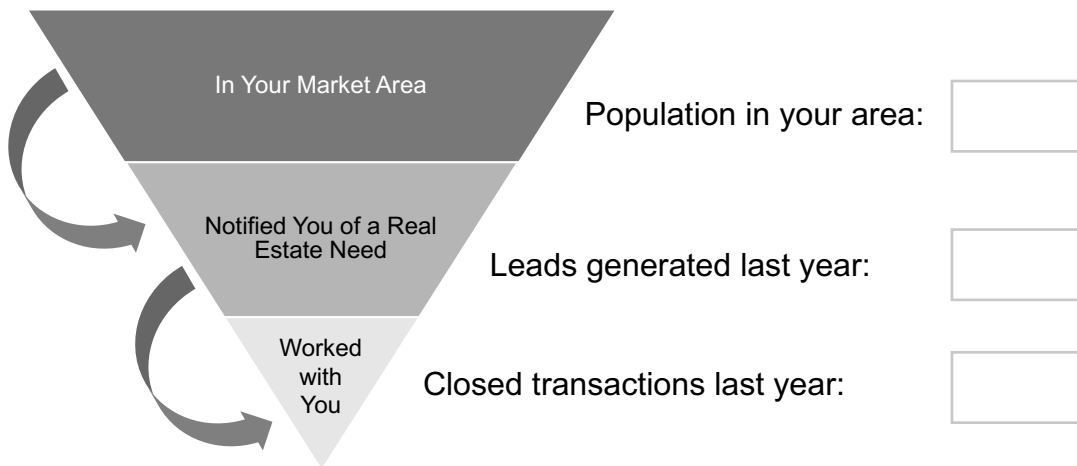 In Your Market Area
Population in your area:
Notified You of a Real
Estate Need
Leads generated last year:
Worked
with
You
Closed transactions last year: